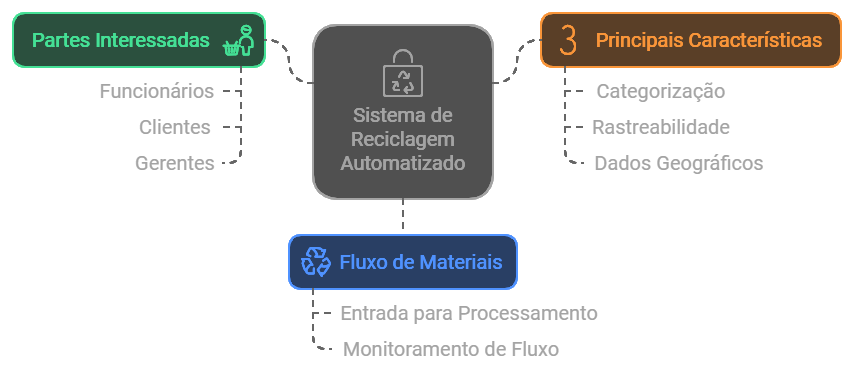 Partes Interessadas
Funcionários
Clientes
Gerentes
Sistema de
Reciclagem
Automatizado
3 Principais Características
Categorização
Rastreabilidade
Dados Geográficos
Fluxo de Materiais
Entrada para Processamento
Monitoramento de Fluxo